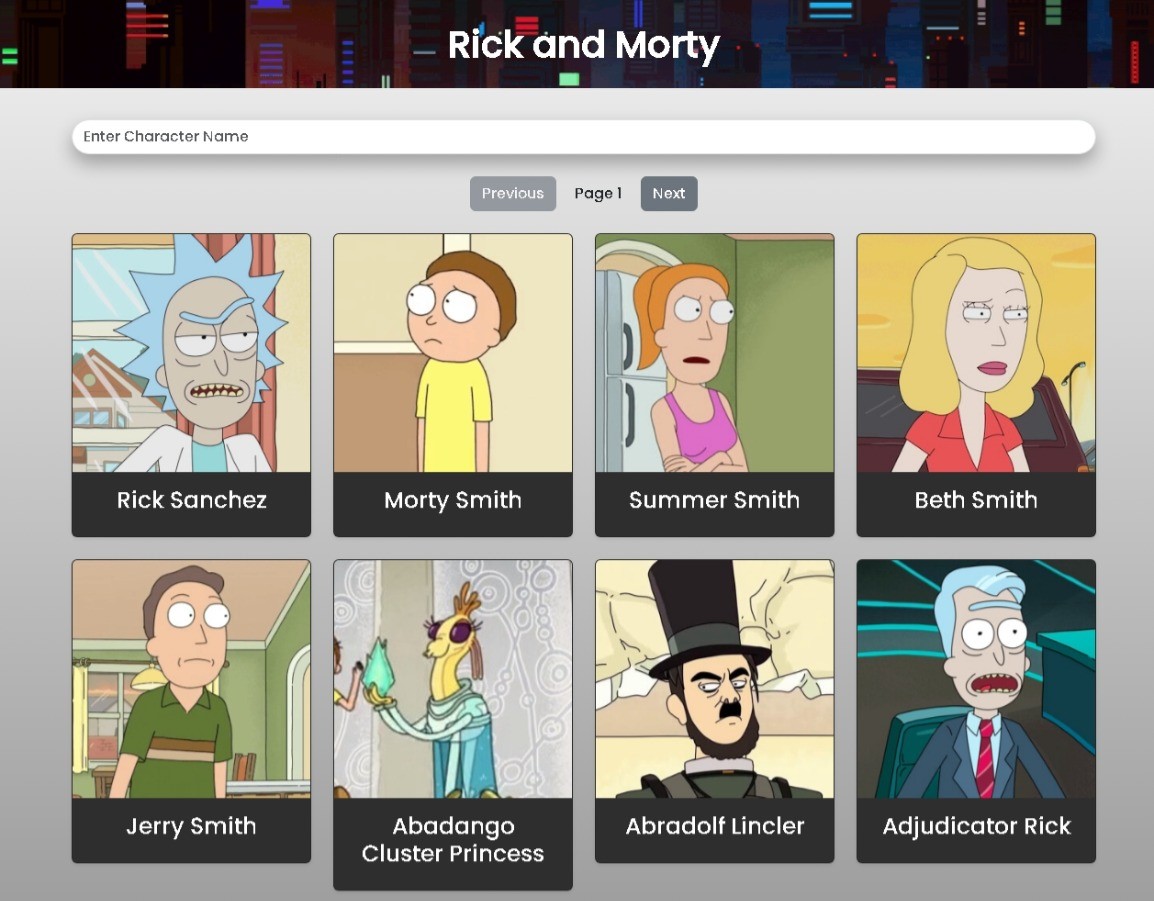 Rick and Morty
Enter Character Name
Previous
Page 1
Next
Rick Sanchez
Morty Smith
Summer Smith
Beth Smith
Jerry Smith
Abadango
Cluster Princess
Abradolf Lincler
Adjudicator Rick